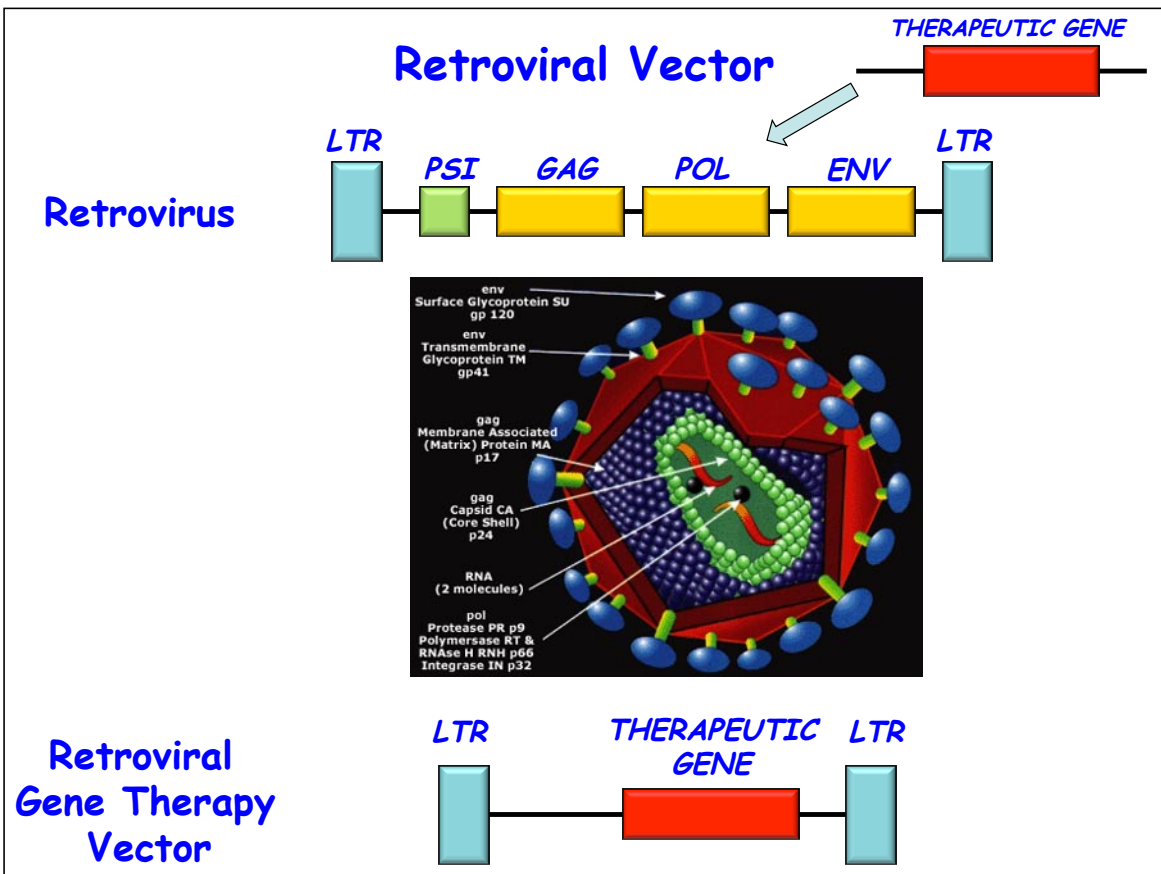 THERAPEUTIC GENE
Retroviral Vector
LTR
LTR
PSI
GAG
POL
ENV
Retrovirus
env
Surface Glycoprotein SU
gp 120
env
Transmembrane
Glycoprotein TM
gp41
gag
Membrane Associated
(Matrix) Protein MA
p17
gag
Capsid CA
(Core Shell)
p24
RNA
(2 molecules)
pol
Protease PR p9
Polymersase RT &
RNAse H RNH p66
Integrase IN p32
LTR
THERAPEUTIC
GENE
LTR
Retroviral
Gene Therapy
Vector